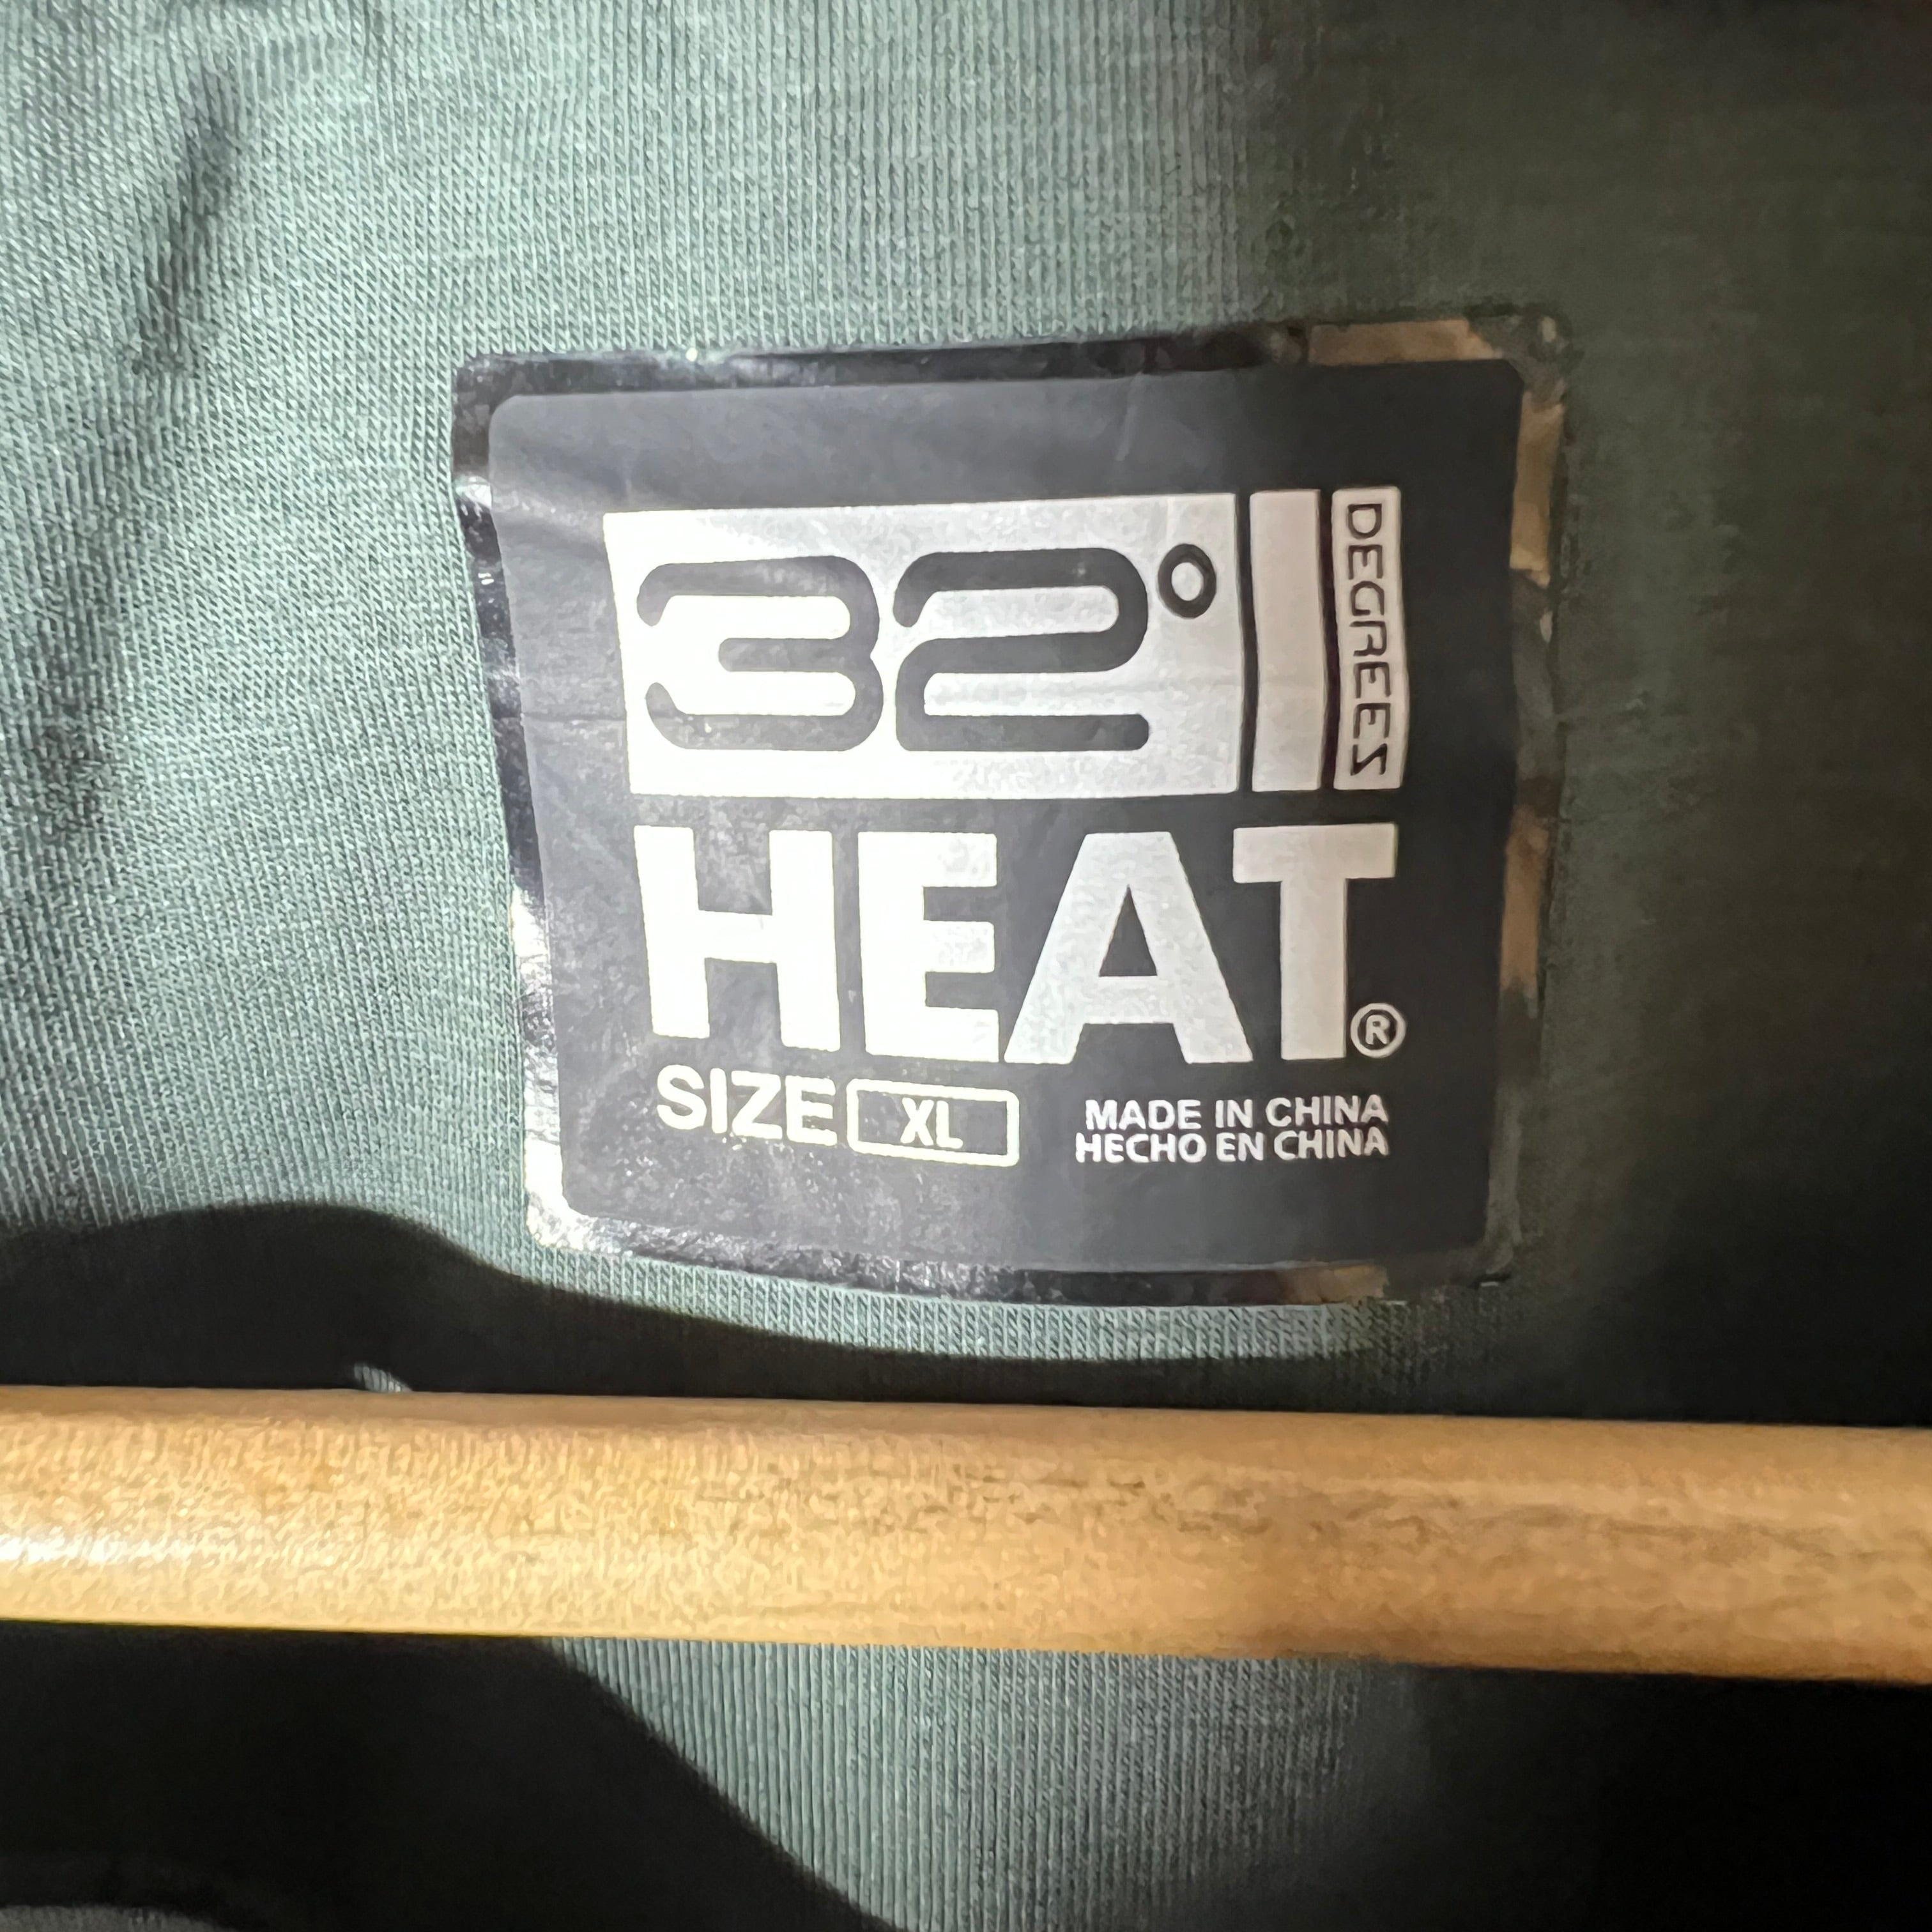 32°
DEGREES
HEAT®
SIZE XL
MADE IN CHINA
HECHO EN CHINA